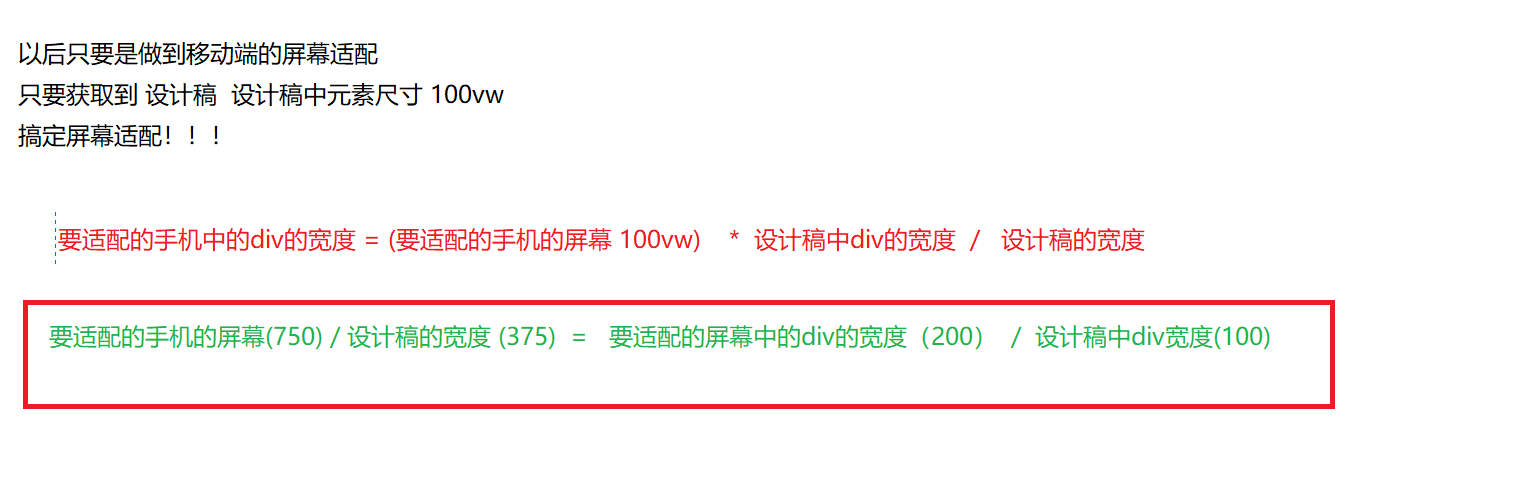 以后只要是做到移动端的屏幕适配
只要获取到 设计稿 设计稿中元素尺寸 100vw
搞定屏幕适配！！！
要适配的手机中的div的宽度 = (要适配的手机的屏幕 100vw) * 设计稿中div的宽度 / 设计稿的宽度
要适配的手机的屏幕(750) / 设计稿的宽度 (375) = 要适配的屏幕中的div的宽度（200） / 设计稿中div宽度(100)